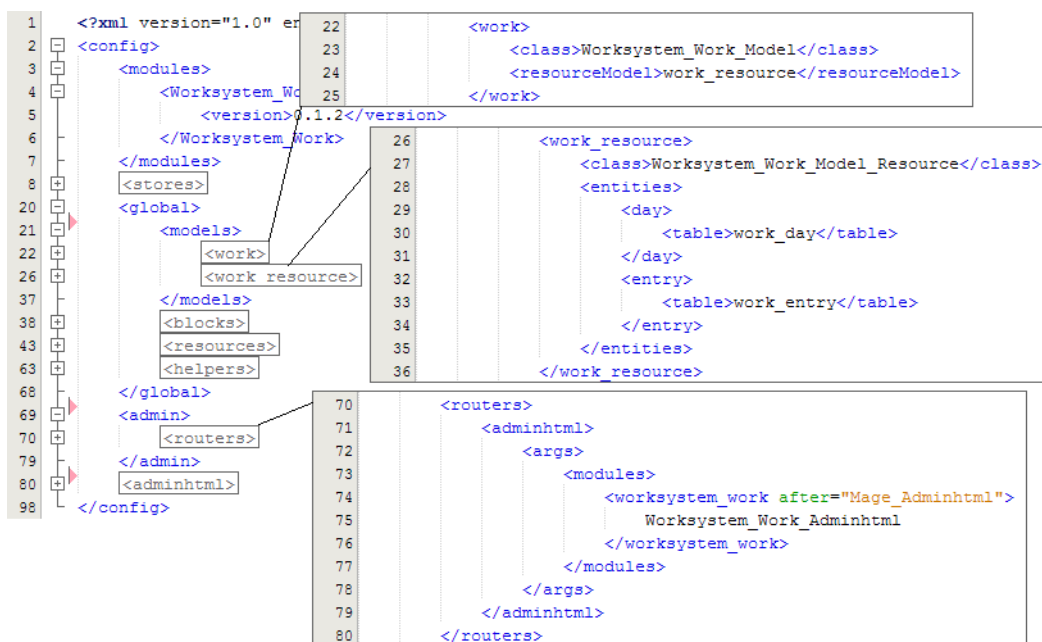 1 <?xml version="1.0" en
2 <config>
3 <modules>
4 <Worksystem_Wo
5 <version>0.1.2</version>
6 </Worksystem_Work>
7 </modules>
8 <stores>
20 <global>
21 <models>
22 <work>
26 <work resource>
37 </models>
38 <blocks>
43 <resources>
63 <helpers>
68 </global>
69 <admin>
70 <routers>
79 </admin>
80 <adminhtml>
98 </config>
22 <work>
23 <class>Worksystem_Work_Model</class>
24 <resourceModel>work_resource</resourceModel>
25 </work>
26 <work_resource>
27 <class>Worksystem_Work_Model_Resource</class>
28 <entities>
29 <day>
30 <table>work_day</table>
31 </day>
32 <entry>
33 <table>work_entry</table>
34 </entry>
35 </entities>
36 </work_resource>
70 <routers>
71 <adminhtml>
72 <args>
73 <modules>
74 <worksystem_work after="Mage_Adminhtml">
75 Worksystem_Work_Adminhtml
76 </worksystem_work>
77 </modules>
78 </args>
79 </adminhtml>
80 </routers>